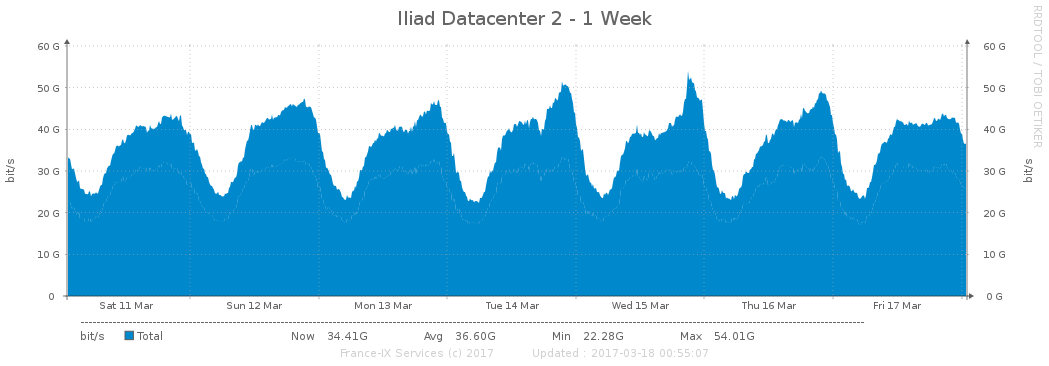 Iliad Datacenter 2 - 1 Week
RRDTOOL / TOBI OETIKER
60 G 60 G
50 G 50 G
40 G 40 G
30 G 30 G
20 G 20 G
10 G 10 G
0 0 G
bit/s
bit/s
Sat 11 Mar Sun 12 Mar Mon 13 Mar Tue 14 Mar Wed 15 Mar Thu 16 Mar Fri 17 Mar
bit/s Total Now 34.41G Avg 36.60G Min 22.28G Max 54.01G
France-IX Services (c) 2017 Updated : 2017-03-18 00:55:07